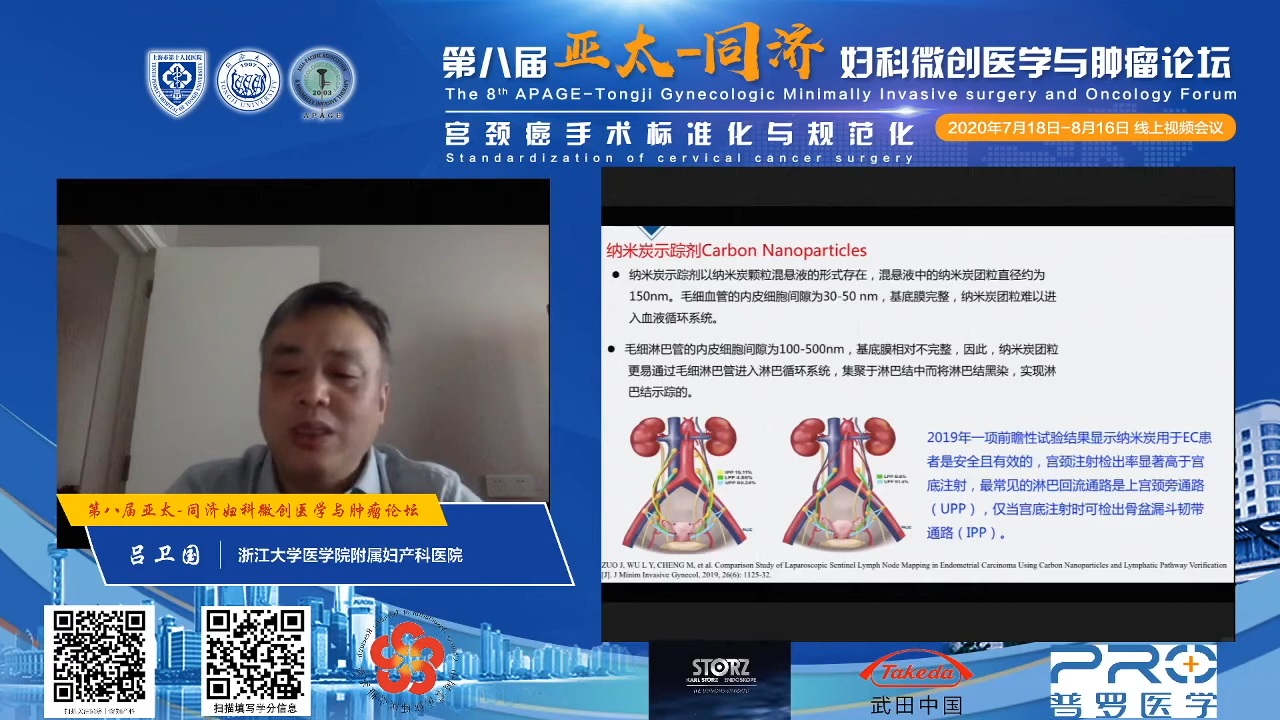 第八届 亚太-同济 妇科微创医学与肿瘤论坛
The 8th APAGE-Tongji Gynecologic Minimally Invasive surgery and Oncology Forum
宫颈癌手术标准化与规范化
2020年7月18日-8月16日 线上视频会议
Standardization of cervical cancer surgery
上海市第十人民医院
1907
TONGJI UNIVERSITY
2003
APAGE
纳米炭示踪剂Carbon Nanoparticles
● 纳米炭示踪剂以纳米炭颗粒混悬液的形式存在，混悬液中的纳米炭团粒直径约为
150nm。毛细血管的内皮细胞间隙为30-50 nm，基底膜完整，纳米炭团粒难以进
入血液循环系统。
● 毛细淋巴管的内皮细胞间隙为100-500nm，基底膜相对不完整，因此，纳米炭团粒
更易通过毛细淋巴管进入淋巴循环系统，集聚于淋巴结中而将淋巴结黑染，实现淋
巴结示踪的。
2019年一项前瞻性试验结果显示纳米炭用于EC患
者是安全且有效的，宫颈注射检出率显著高于宫
底注射，最常见的淋巴回流通路是上宫颈旁通路
（UPP），仅当宫底注射时可检出骨盆漏斗韧带
通路（IPP）。
ZUO J, WU L Y, CHENG M, et al. Comparison Study of Laparoscopic Sentinel Lymph Node Mapping in Endometrial Carcinoma Using Carbon Nanoparticles and Lymphatic Pathway Verification
[J]. J Minim Invasive Gynecol, 2019, 26(6): 1125-32.
第八届亚太-同济妇科微创医学与肿瘤论坛
吕卫国 浙江大学医学院附属妇产科医院
扫描填写学分信息
STORZ
KARL STORZ ENDOSKOPE
Takeda
武田中国
PRO
普罗医学